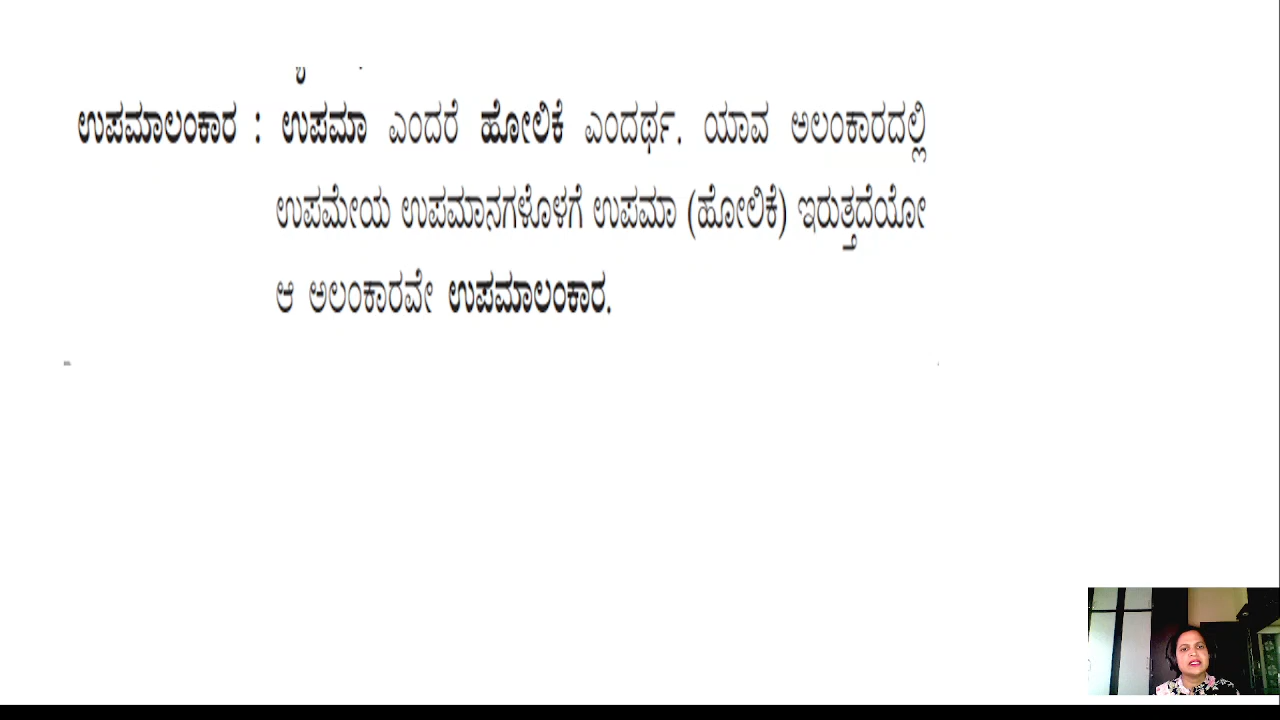 ಉಪಮಾಲಂಕಾರ : ಉಪಮಾ ಎಂದರೆ ಹೋಲಿಕೆ ಎಂದರ್ಥ. ಯಾವ ಅಲಂಕಾರದಲ್ಲಿ
ಉಪಮೇಯ ಉಪಮಾನಗಳೊಳಗೆ ಉಪಮಾ (ಹೋಲಿಕೆ) ಇರುತ್ತದೆಯೋ
ಆ ಅಲಂಕಾರವೇ ಉಪಮಾಲಂಕಾರ.